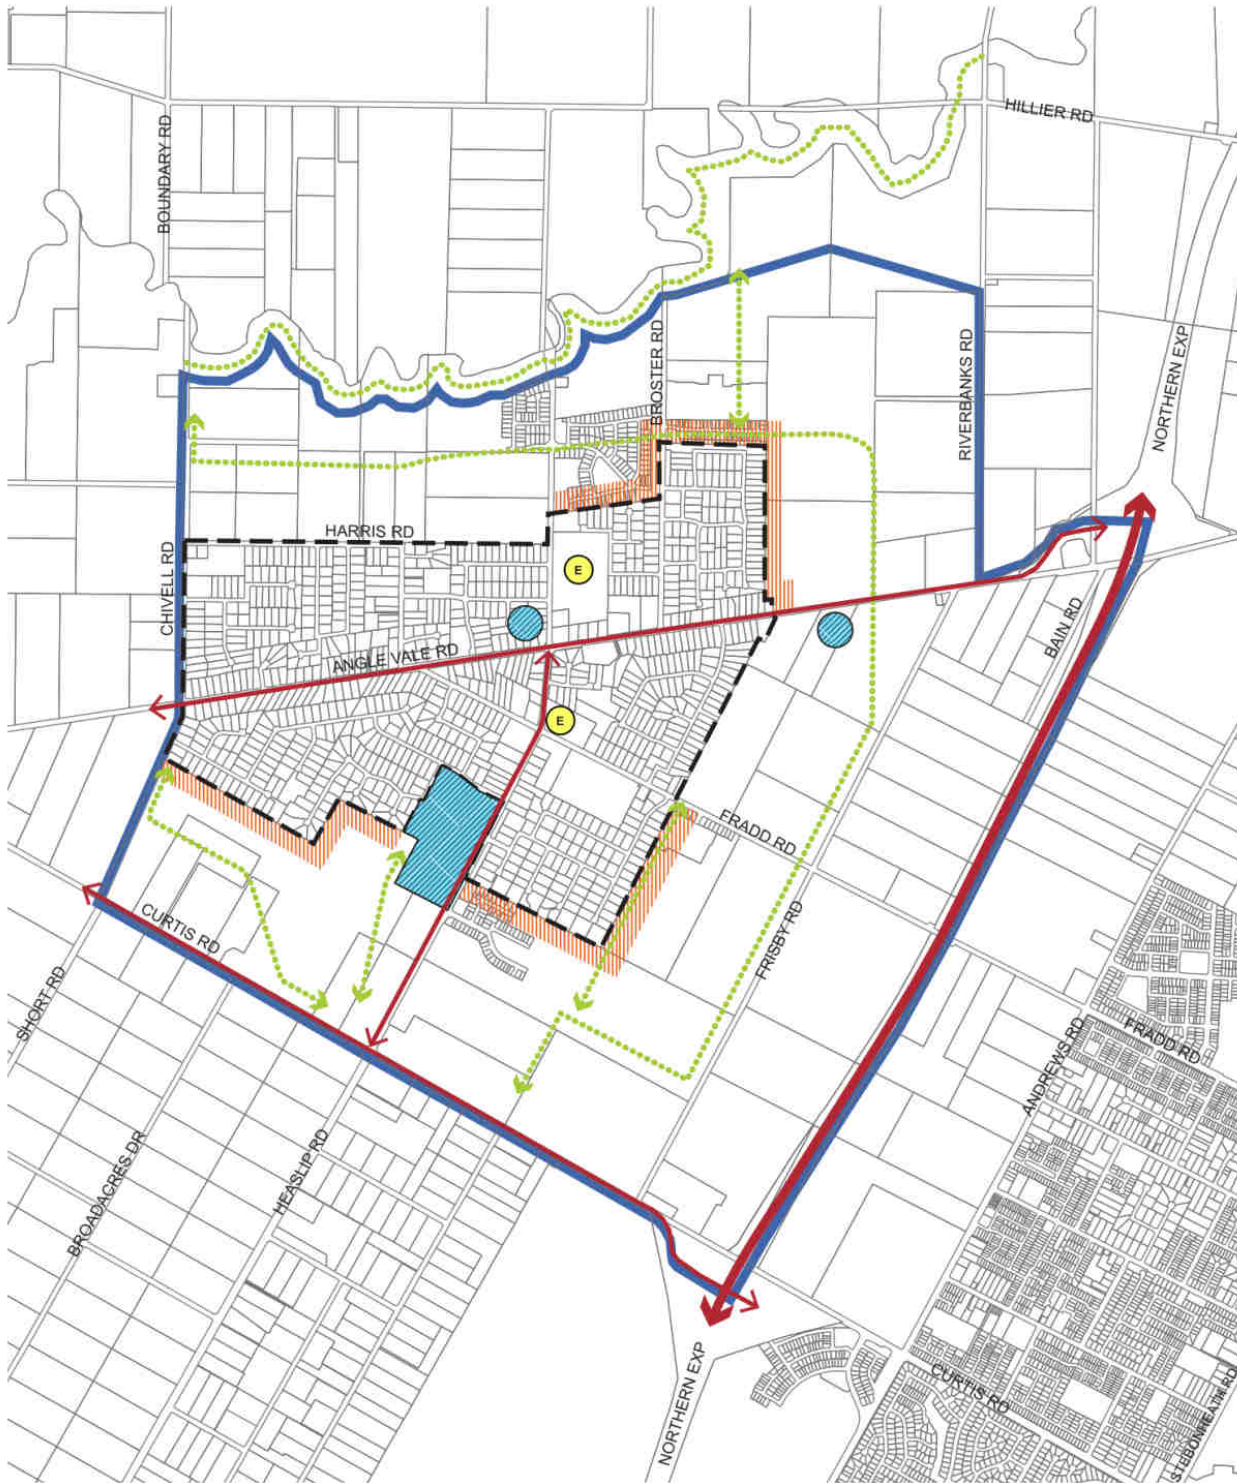 HILLIER RD
BOUNDARY RD
BROSTER RD
RIVERBANKS RD
NORTHERN EXP
HARRIS RD
CHIVELL RD
E
BAIN RD
ANGLE VALE RD
E
FRADD RD
CURTIS RD
FRISBY RD
SHORT RD
ANDREWS RD
FRADD RD
BROADACRES DR
HEASLIP RD
NORTHERN EXP
CURTIS RD
STEBONHEATH RD